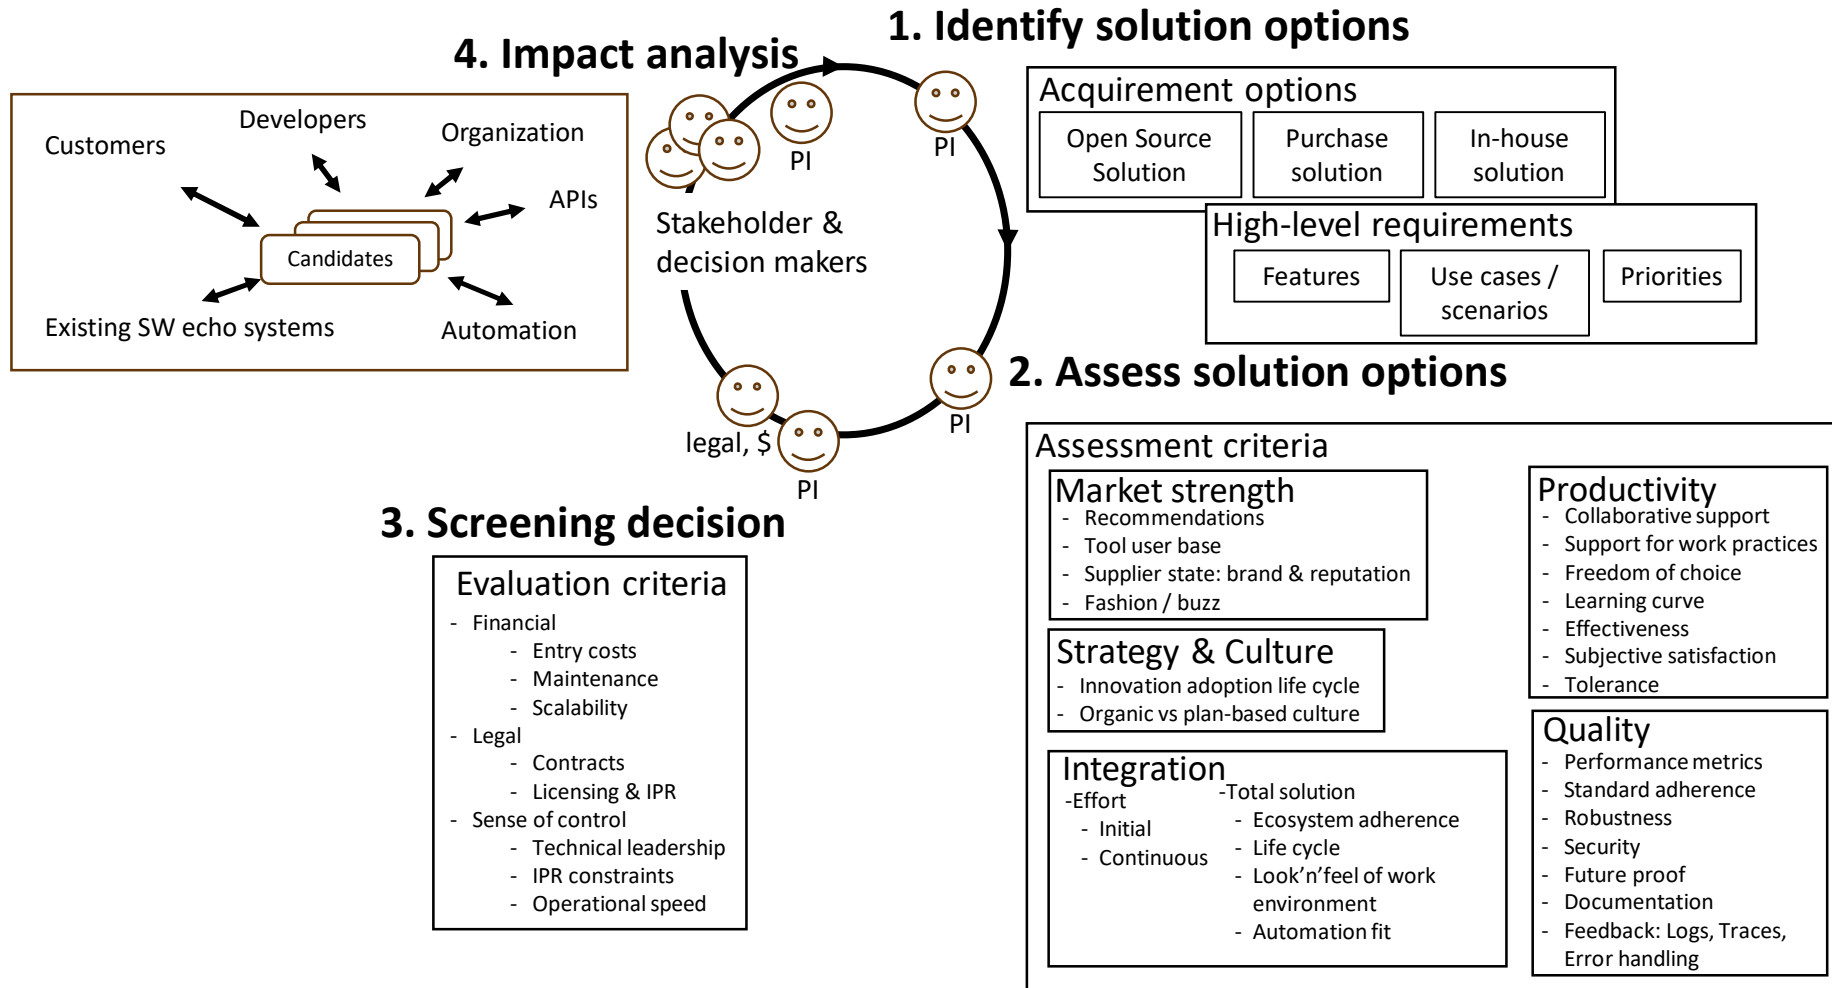 1. Identify solution options
Acquirement options
Open Source
Solution
Purchase
solution
In-house
solution
High-level requirements
Features
Use cases /
scenarios
Priorities
2. Assess solution options
Assessment criteria
Market strength
- Recommendations
- Tool user base
- Supplier state: brand & reputation
- Fashion / buzz
Strategy & Culture
- Innovation adoption life cycle
- Organic vs plan-based culture
Integration
-Effort
- Initial
- Continuous
-Total solution
- Ecosystem adherence
- Life cycle
- Look’n’feel of work
environment
- Automation fit
Productivity
- Collaborative support
- Support for work practices
- Freedom of choice
- Learning curve
- Effectiveness
- Subjective satisfaction
- Tolerance
Quality
- Performance metrics
- Standard adherence
- Robustness
- Security
- Future proof
- Documentation
- Feedback: Logs, Traces,
Error handling
3. Screening decision
Evaluation criteria
- Financial
- Entry costs
- Maintenance
- Scalability
- Legal
- Contracts
- Licensing & IPR
- Sense of control
- Technical leadership
- IPR constraints
- Operational speed
4. Impact analysis
Customers
Developers
Organization
APIs
Candidates
Existing SW echo systems
Automation
PI
PI
Stakeholder &
decision makers
PI
legal, $
PI